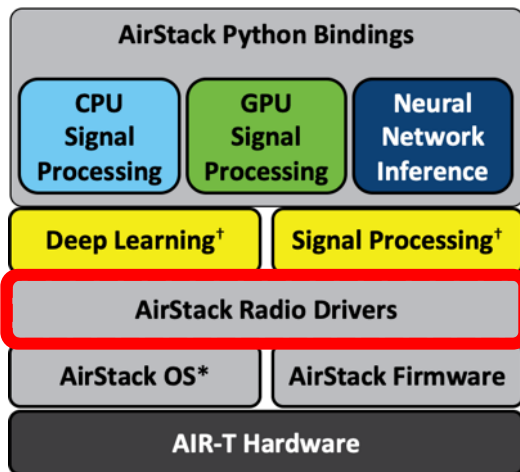 AirStack Python Bindings
CPU
Signal
Processing
GPU
Signal
Processing
Neural
Network
Inference
Deep Learning†
Signal Processing†
AirStack Radio Drivers
AirStack OS*
AirStack Firmware
AIR-T Hardware